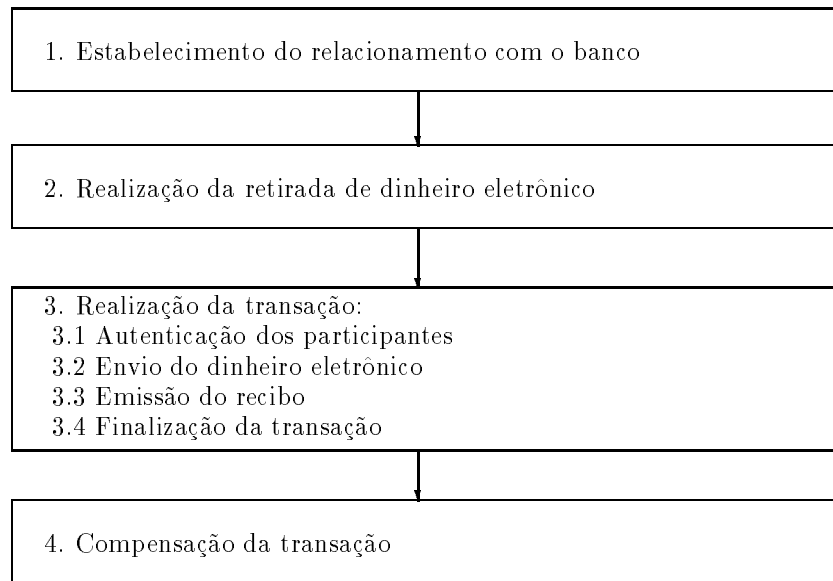 1. Estabelecimento do relacionamento com o banco
2. Realização da retirada de dinheiro eletrônico
3. Realização da transação:
3.1 Autenticação dos participantes
3.2 Envio do dinheiro eletrônico
3.3 Emissão do recibo
3.4 Finalização da transação
4. Compensação da transação